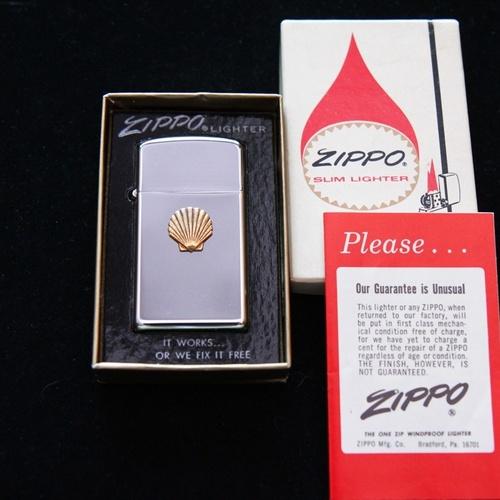 ZIPPO LIGHTER
IT WORKS...
OR WE FIX IT FREE
ZIPPO®
SLIM LIGHTER
Please...
Our Guarantee is Unusual
This lighter or any ZIPPO, when
returned to our factory, will
be put in first class mechan-
ical condition free of charge,
for we have yet to charge a
cent for the repair of a ZIPPO
regardless of age or condition.
THE FINISH, HOWEVER, IS
NOT GUARANTEED.
ZIPPO®
THE ONE ZIP WINDPROOF LIGHTER
ZIPPO Mfg. Co. Bradford, Pa. 16701